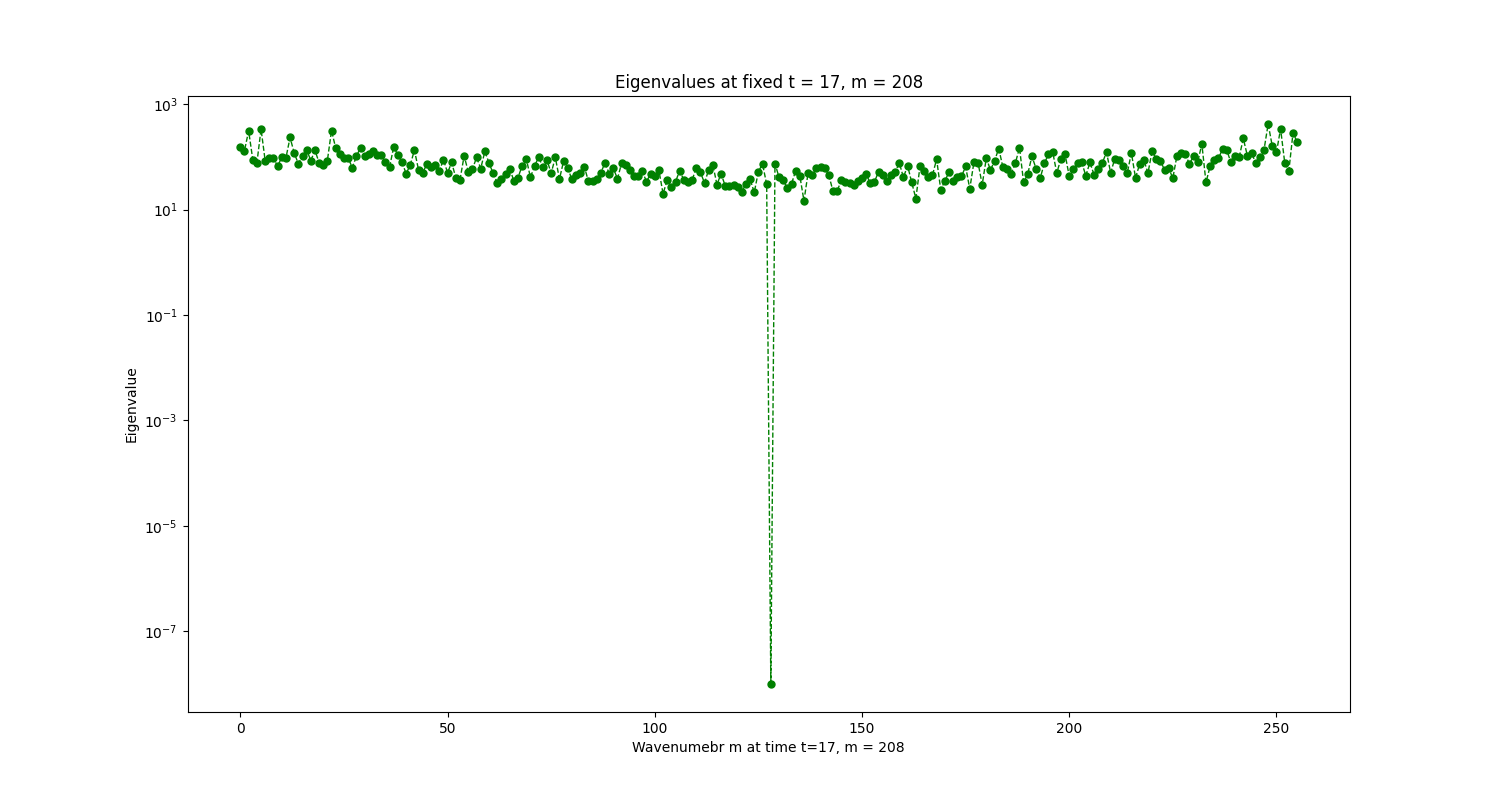 Eigenvalues at fixed t = 17, m = 208
10³
10¹
10⁻¹
10⁻³
10⁻⁵
10⁻⁷
Eigenvalue
0 50 100 150 200 250
Wavenumebr m at time t=17, m = 208